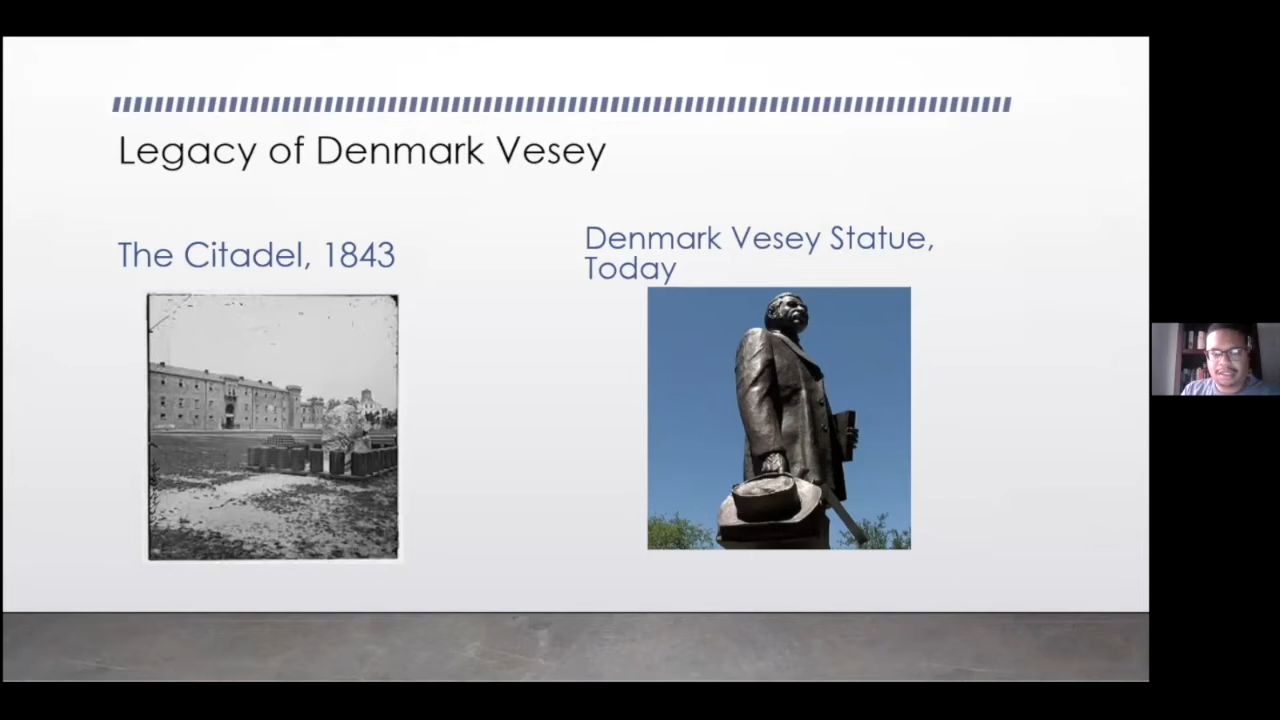 Legacy of Denmark Vesey
The Citadel, 1843
Denmark Vesey Statue,
Today